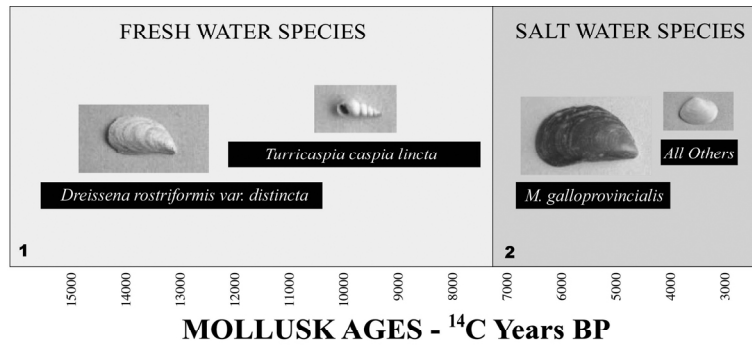 FRESH WATER SPECIES
SALT WATER SPECIES
Turricaspia caspia lincta
All Others
Dreissena rostriformis var. distincta
M. galloprovincialis
1
2
15000
14000
13000
12000
11000
10000
9000
8000
7000
6000
5000
4000
3000
MOLLUSK AGES - ¹⁴C Years BP